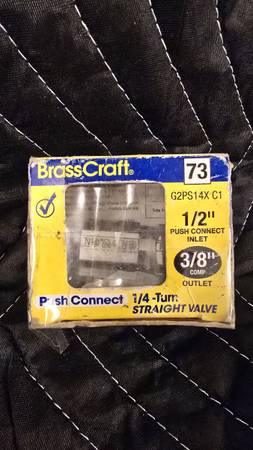 BrassCraft®
73
G2PS14X C1
1/2"
PUSH CONNECT
INLET
3/8"
COMP
OUTLET
Push Connect 1/4 -Turn
STRAIGHT VALVE